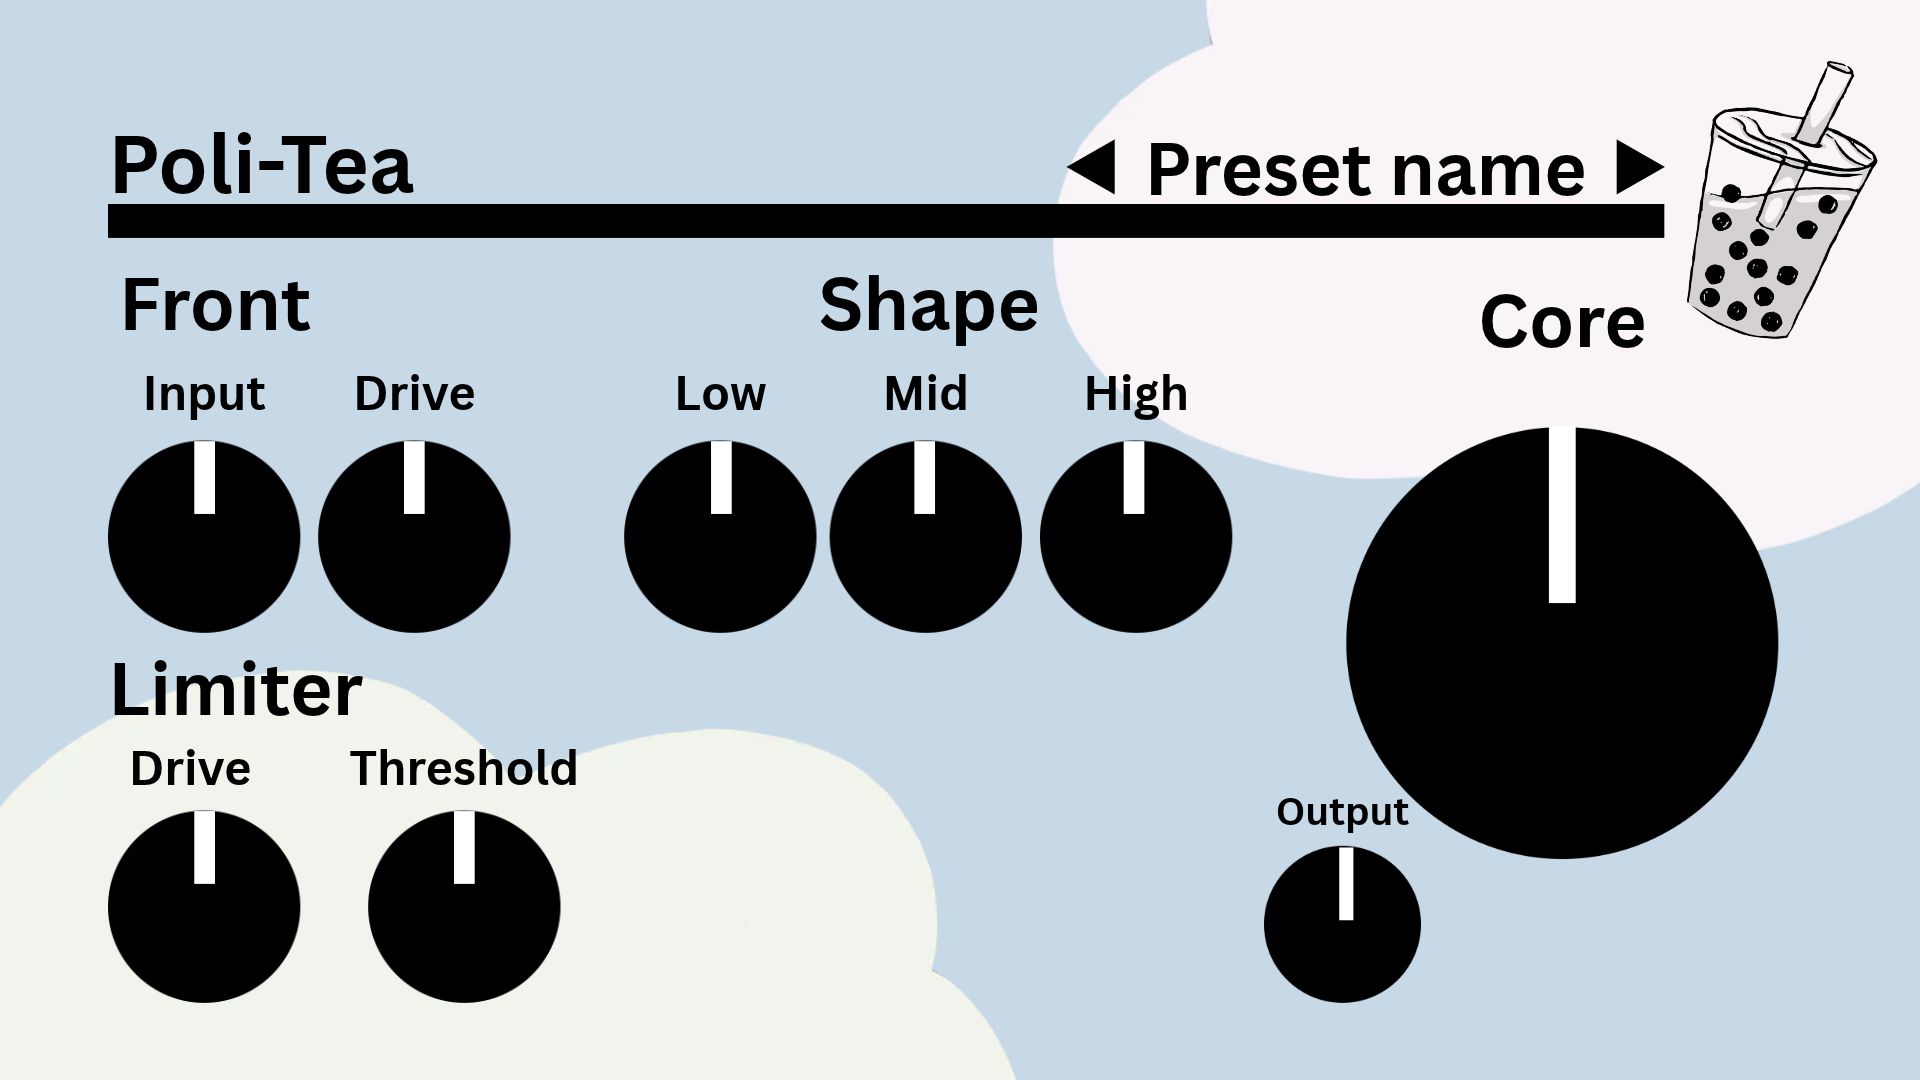 Poli-Tea
Preset name
Front
Shape
Core
Input
Drive
Low
Mid
High
Limiter
Drive
Threshold
Output